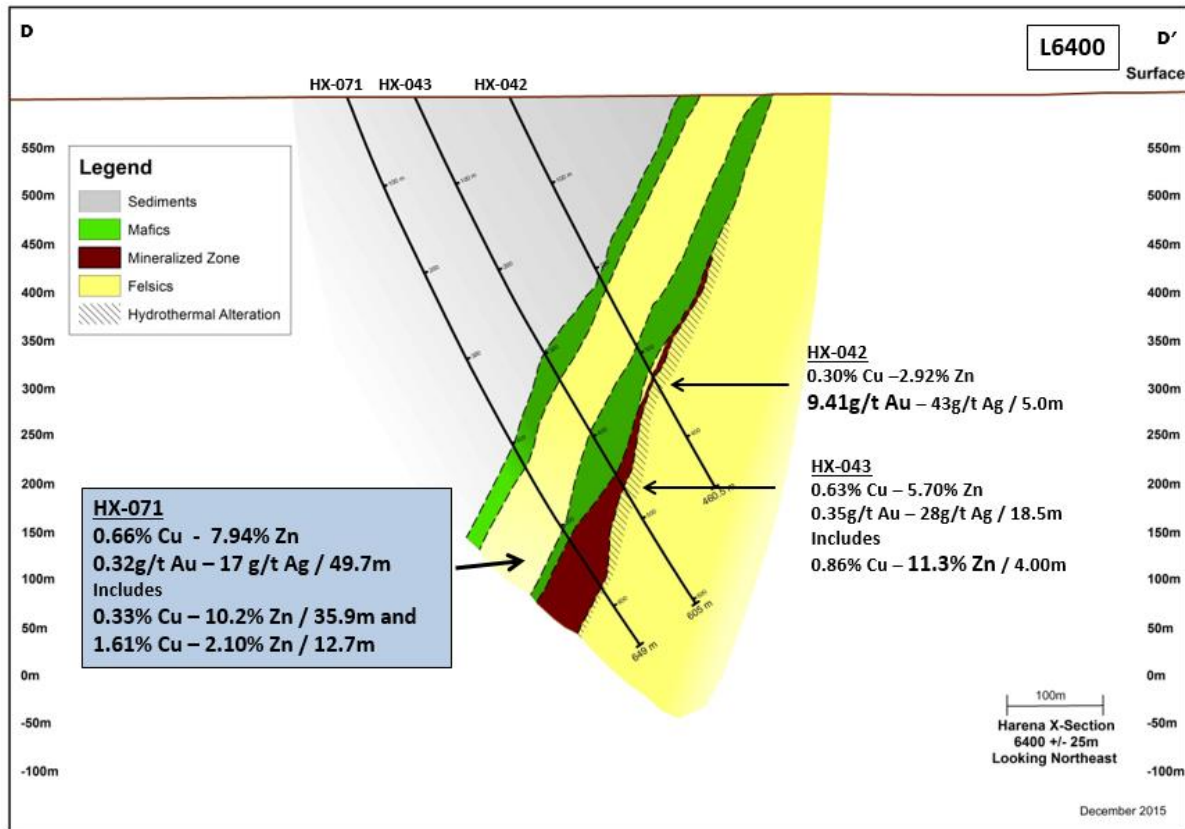 D
L6400
D′
Surface
HX-071 HX-043 HX-042
550m
500m
450m
400m
350m
300m
250m
200m
150m
100m
50m
0m
-50m
-100m
Legend
Sediments
Mafics
Mineralized Zone
Felsics
Hydrothermal Alteration
100 m
100 m
100 m
HX-042
0.30% Cu –2.92% Zn
9.41g/t Au – 43g/t Ag / 5.0m
HX-043
0.63% Cu – 5.70% Zn
0.35g/t Au – 28g/t Ag / 18.5m
Includes
0.86% Cu – 11.3% Zn / 4.00m
HX-071
0.66% Cu - 7.94% Zn
0.32g/t Au – 17 g/t Ag / 49.7m
Includes
0.33% Cu – 10.2% Zn / 35.9m and
1.61% Cu – 2.10% Zn / 12.7m
460.5 m
605 m
649 m
550m
500m
450m
400m
350m
300m
250m
200m
150m
100m
50m
0m
-50m
-100m
100m
Harena X-Section
6400 +/- 25m
Looking Northeast
December 2015